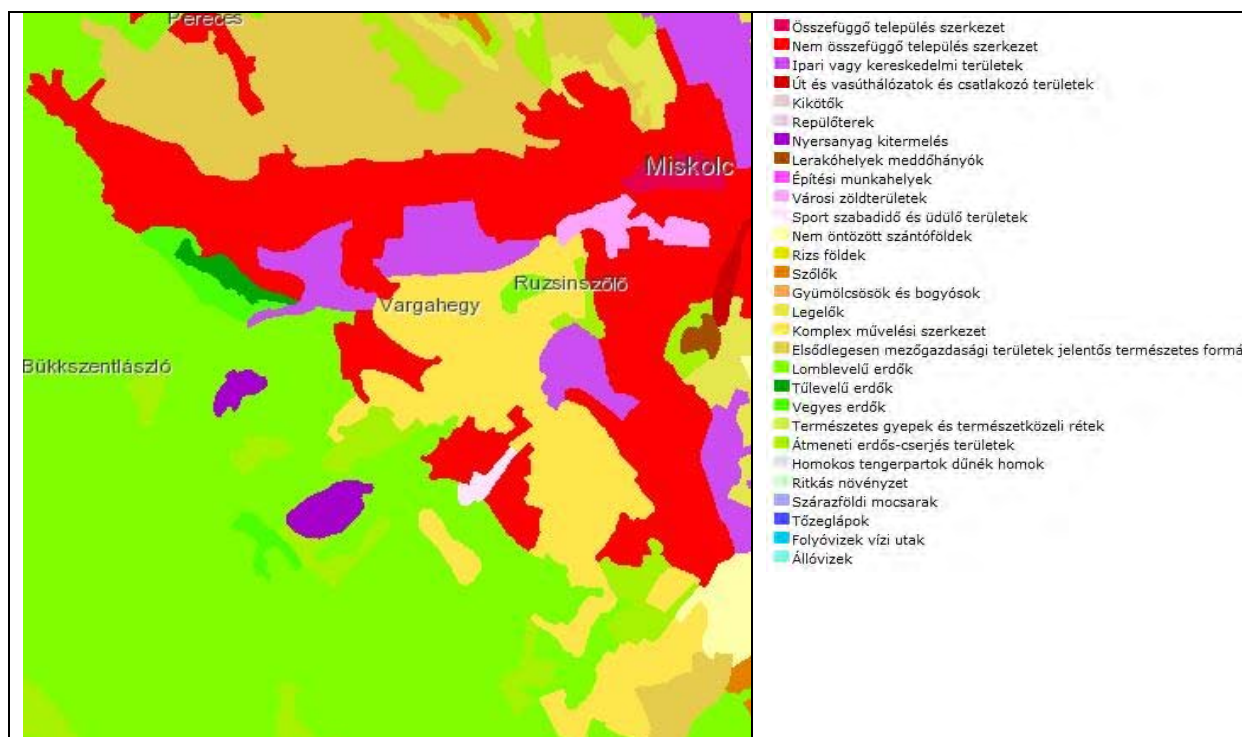 Pereces
Miskolc
Ruzsinszőlő
Vargahegy
Bükkszentlászló
Összefüggő település szerkezet
Nem összefüggő település szerkezet
Ipari vagy kereskedelmi területek
Út és vasúthálózatok és csatlakozó területek
Kikötők
Repülőterek
Nyersanyag kitermelés
Lerakóhelyek meddőhányók
Építési munkahelyek
Városi zöldterületek
Sport szabadidő és üdülő területek
Nem öntözött szántóföldek
Rizs földek
Szőlők
Gyümölcsösök és bogyósok
Legelők
Komplex művelési szerkezet
Elsődlegesen mezőgazdasági területek jelentős természetes formá
Lomblevelű erdők
Tűlevelű erdők
Vegyes erdők
Természetes gyepek és természetközeli rétek
Átmeneti erdős-cserjés területek
Homokos tengerpartok dűnék homok
Ritkás növényzet
Szárazföldi mocsarak
Tőzeglápok
Folyóvizek vízi utak
Állóvizek